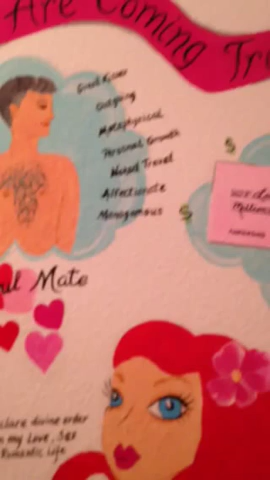 Are Coming Tr
Good Kisser
Outgoing
Metaphysical
Personal Growth
World Travel
Affectionate
Monogamous
$
$
ul Mate
clare divine order
n my Love, Sex
Romantic Life